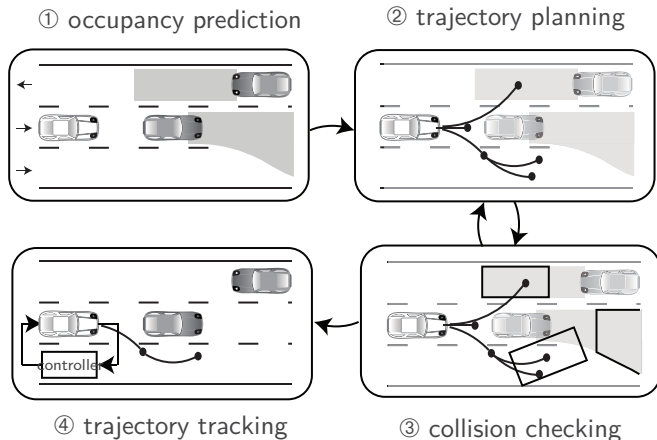 ① occupancy prediction
② trajectory planning
controller
④ trajectory tracking
③ collision checking